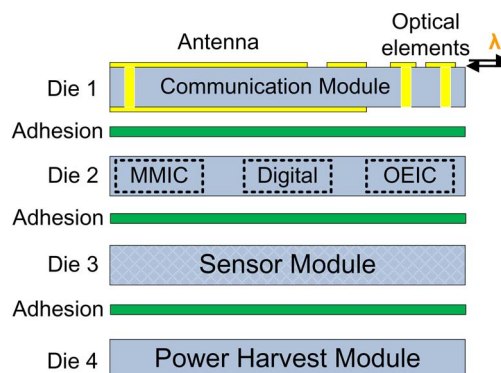 Antenna
Optical
elements
λ
Die 1
Communication Module
Adhesion
Die 2
MMIC
Digital
OEIC
Adhesion
Die 3
Sensor Module
Adhesion
Die 4
Power Harvest Module